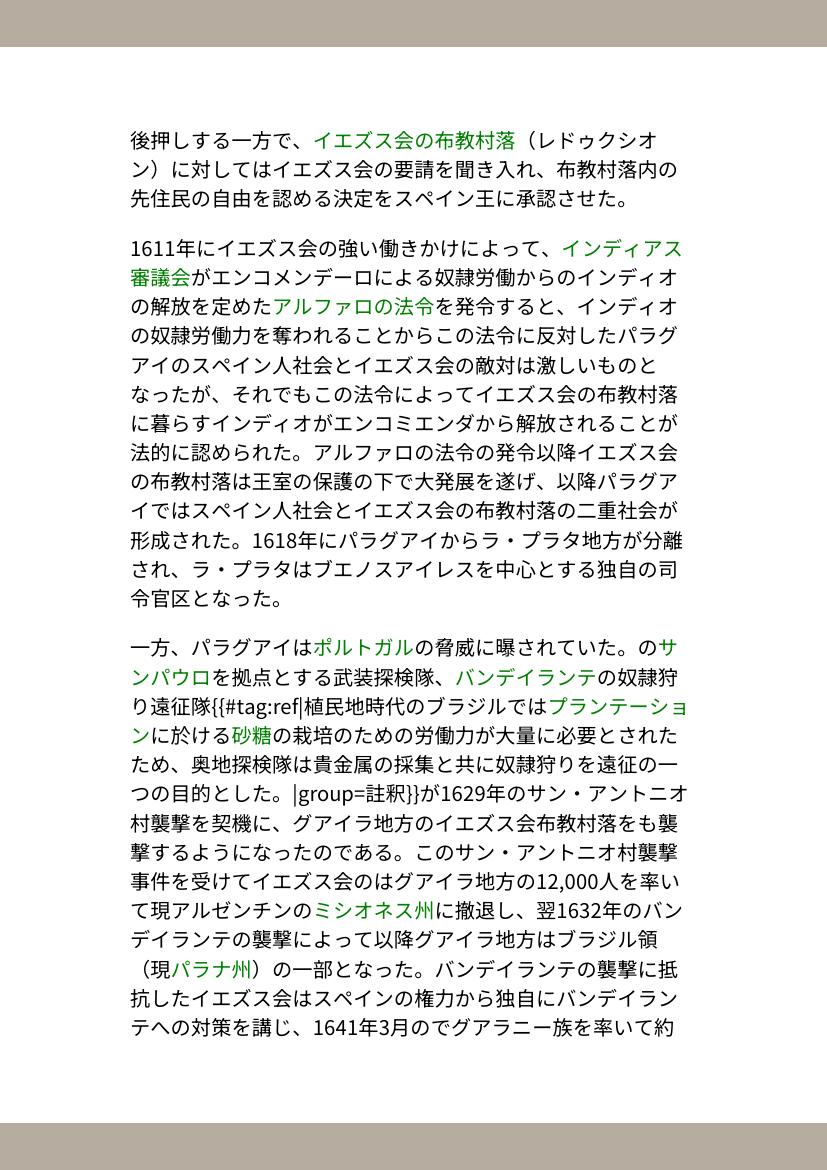 後押しする一方で、イエズス会の布教村落（レドゥクシオ
ン）に対してはイエズス会の要請を聞き入れ、布教村落内の
先住民の自由を認める決定をスペイン王に承認させた。
1611年にイエズス会の強い働きかけによって、インディアス
審議会がエンコメンデーロによる奴隷労働からのインディオ
の解放を定めたアルファロの法令を発令すると、インディオ
の奴隷労働力を奪われることからこの法令に反対したパラグ
アイのスペイン人社会とイエズス会の敵対は激しいものと
なったが、それでもこの法令によってイエズス会の布教村落
に暮らすインディオがエンコミエンダから解放されることが
法的に認められた。アルファロの法令の発令以降イエズス会
の布教村落は王室の保護の下で大発展を遂げ、以降パラグア
イではスペイン人社会とイエズス会の布教村落の二重社会が
形成された。1618年にパラグアイからラ・プラタ地方が分離
され、ラ・プラタはブエノスアイレスを中心とする独自の司
令官区となった。
一方、パラグアイはポルトガルの脅威に曝されていた。のサ
ンパウロを拠点とする武装探検隊、バンデイランテの奴隷狩
り遠征隊{{#tag:ref|植民地時代のブラジルではプランテーショ
ンに於ける砂糖の栽培のための労働力が大量に必要とされた
ため、奥地探検隊は貴金属の採集と共に奴隷狩りを遠征の一
つの目的とした。|group=註釈}}が1629年のサン・アントニオ
村襲撃を契機に、グアイラ地方のイエズス会布教村落をも襲
撃するようになったのである。このサン・アントニオ村襲撃
事件を受けてイエズス会のはグアイラ地方の12,000人を率い
て現アルゼンチンのミシオネス州に撤退し、翌1632年のバン
デイランテの襲撃によって以降グアイラ地方はブラジル領
（現パラナ州）の一部となった。バンデイランテの襲撃に抵
抗したイエズス会はスペインの権力から独自にバンデイラン
テへの対策を講じ、1641年3月のでグアラニー族を率いて約